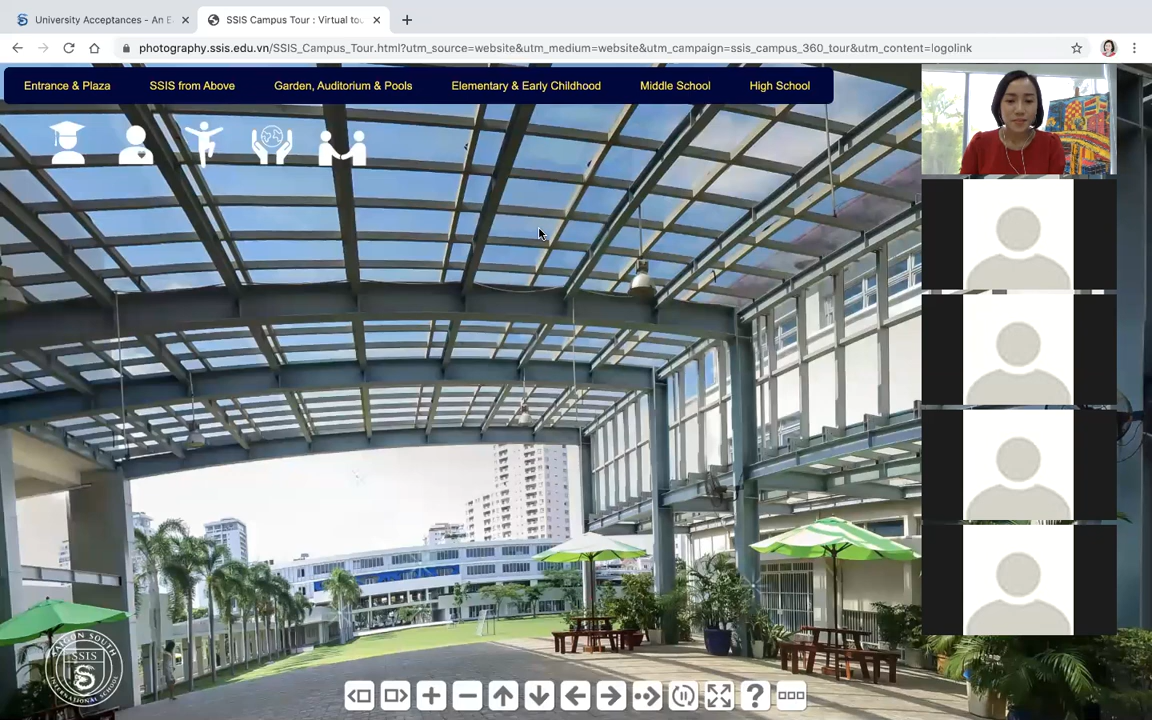 University Acceptances - An E
SSIS Campus Tour : Virtual tou
photography.ssis.edu.vn/SSIS_Campus_Tour.html?utm_source=website&utm_medium=website&utm_campaign=ssis_campus_360_tour&utm_content=logolink
Entrance & Plaza
SSIS from Above
Garden, Auditorium & Pools
Elementary & Early Childhood
Middle School
High School
SAIGON SOUTH
SSIS
INTERNATIONAL SCHOOL
?